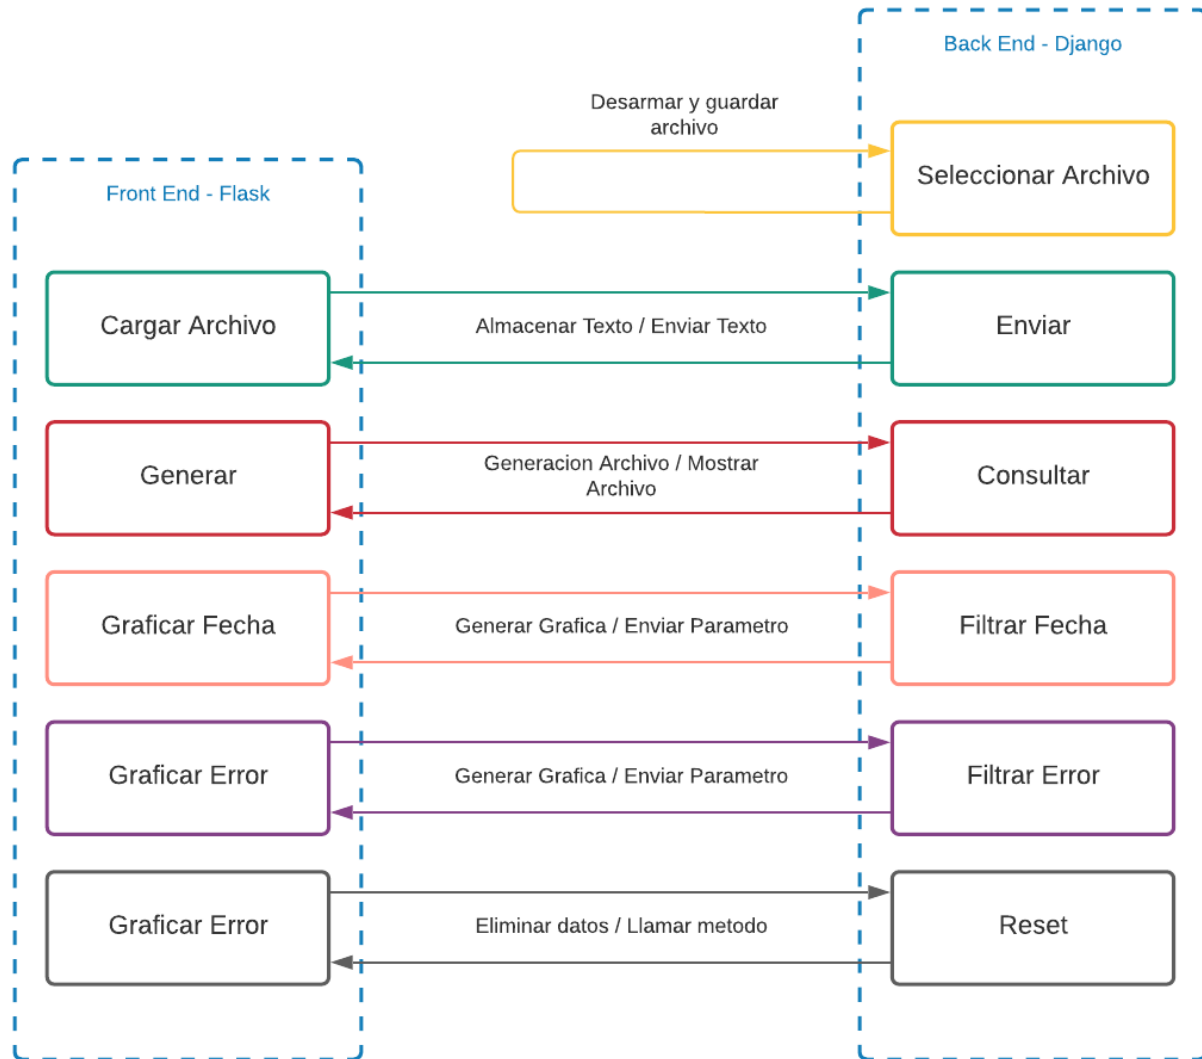 Back End - Django
Desarmar y guardar
archivo
Seleccionar Archivo
Front End - Flask
Cargar Archivo
Almacenar Texto / Enviar Texto
Enviar
Generar
Generacion Archivo / Mostrar
Archivo
Consultar
Graficar Fecha
Generar Grafica / Enviar Parametro
Filtrar Fecha
Graficar Error
Generar Grafica / Enviar Parametro
Filtrar Error
Graficar Error
Eliminar datos / Llamar metodo
Reset